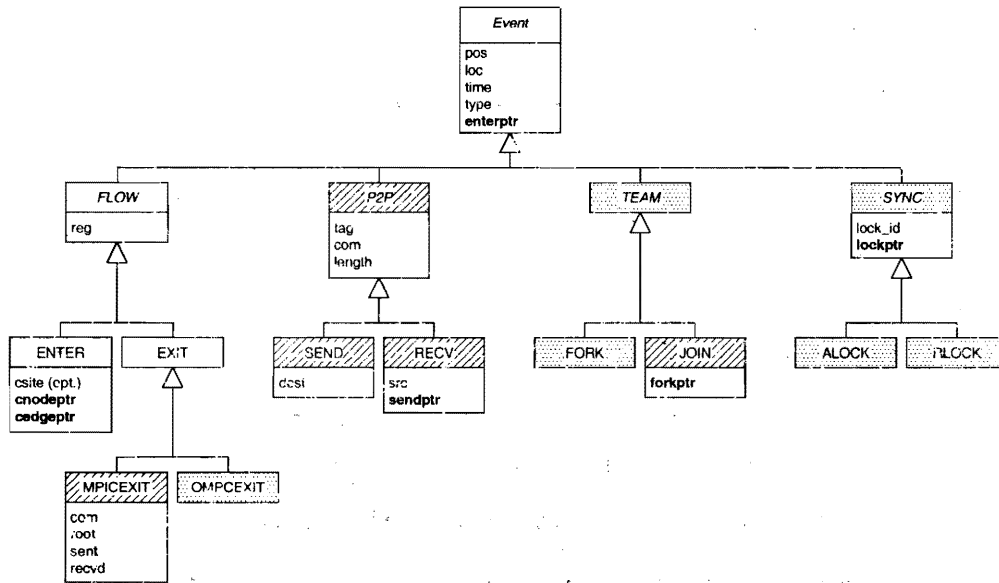 Event
pos
loc
time
type
enterptr
FLOW
reg
P2P
tag
com
length
TEAM
SYNC
lock_id
lockptr
ENTER
csite (opt.)
cnodeptr
cedgeptr
EXIT
SEND
dest
RECV
src
sendptr
FORK
JOIN
forkptr
ALOCK
RLOCK
MPICEXIT
com
root
sent
recvd
OMPCEXIT